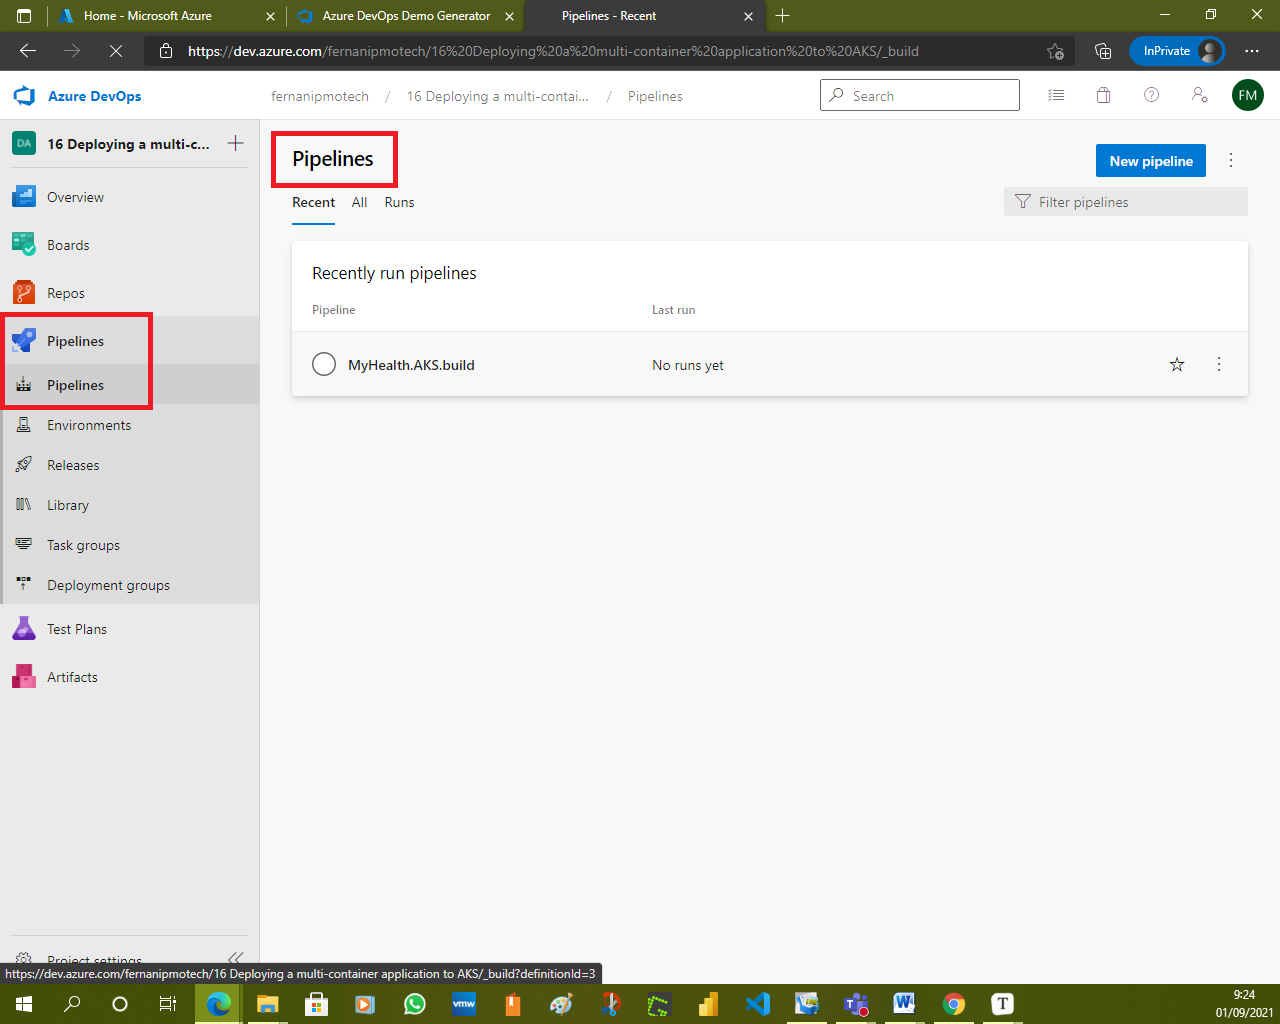 Home - Microsoft Azure
Azure DevOps Demo Generator
Pipelines - Recent
https://dev.azure.com/fernanipmotech/16%20Deploying%20a%20multi-container%20application%20to%20AKS/_build
InPrivate
Azure DevOps
fernanipmotech / 16 Deploying a multi-contai... / Pipelines
Search
FM
DA
16 Deploying a multi-c...
Overview
Boards
Repos
Pipelines
Pipelines
Environments
Releases
Library
Task groups
Deployment groups
Test Plans
Artifacts
Project settings
Pipelines
New pipeline
Recent All Runs
Filter pipelines
Recently run pipelines
Pipeline Last run
MyHealth.AKS.build No runs yet
https://dev.azure.com/fernanipmotech/16 Deploying a multi-container application to AKS/_build?definitionId=3
vmw
W
T
9:24
01/09/2021